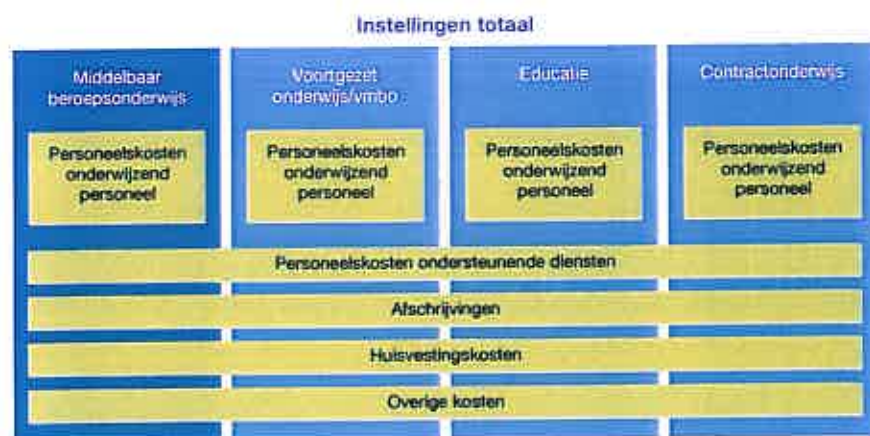 Instellingen totaal
Middelbaar
beroepsonderwijs
Personeelskosten
onderwijzend
personeel
Voortgezet
onderwijs/vmbo
Personeelskosten
onderwijzend
personeel
Educatie
Personeelskosten
onderwijzend
personeel
Contractonderwijs
Personeelskosten
onderwijzend
personeel
Personeelskosten ondersteunende diensten
Afschrijvingen
Huisvestingskosten
Overige kosten